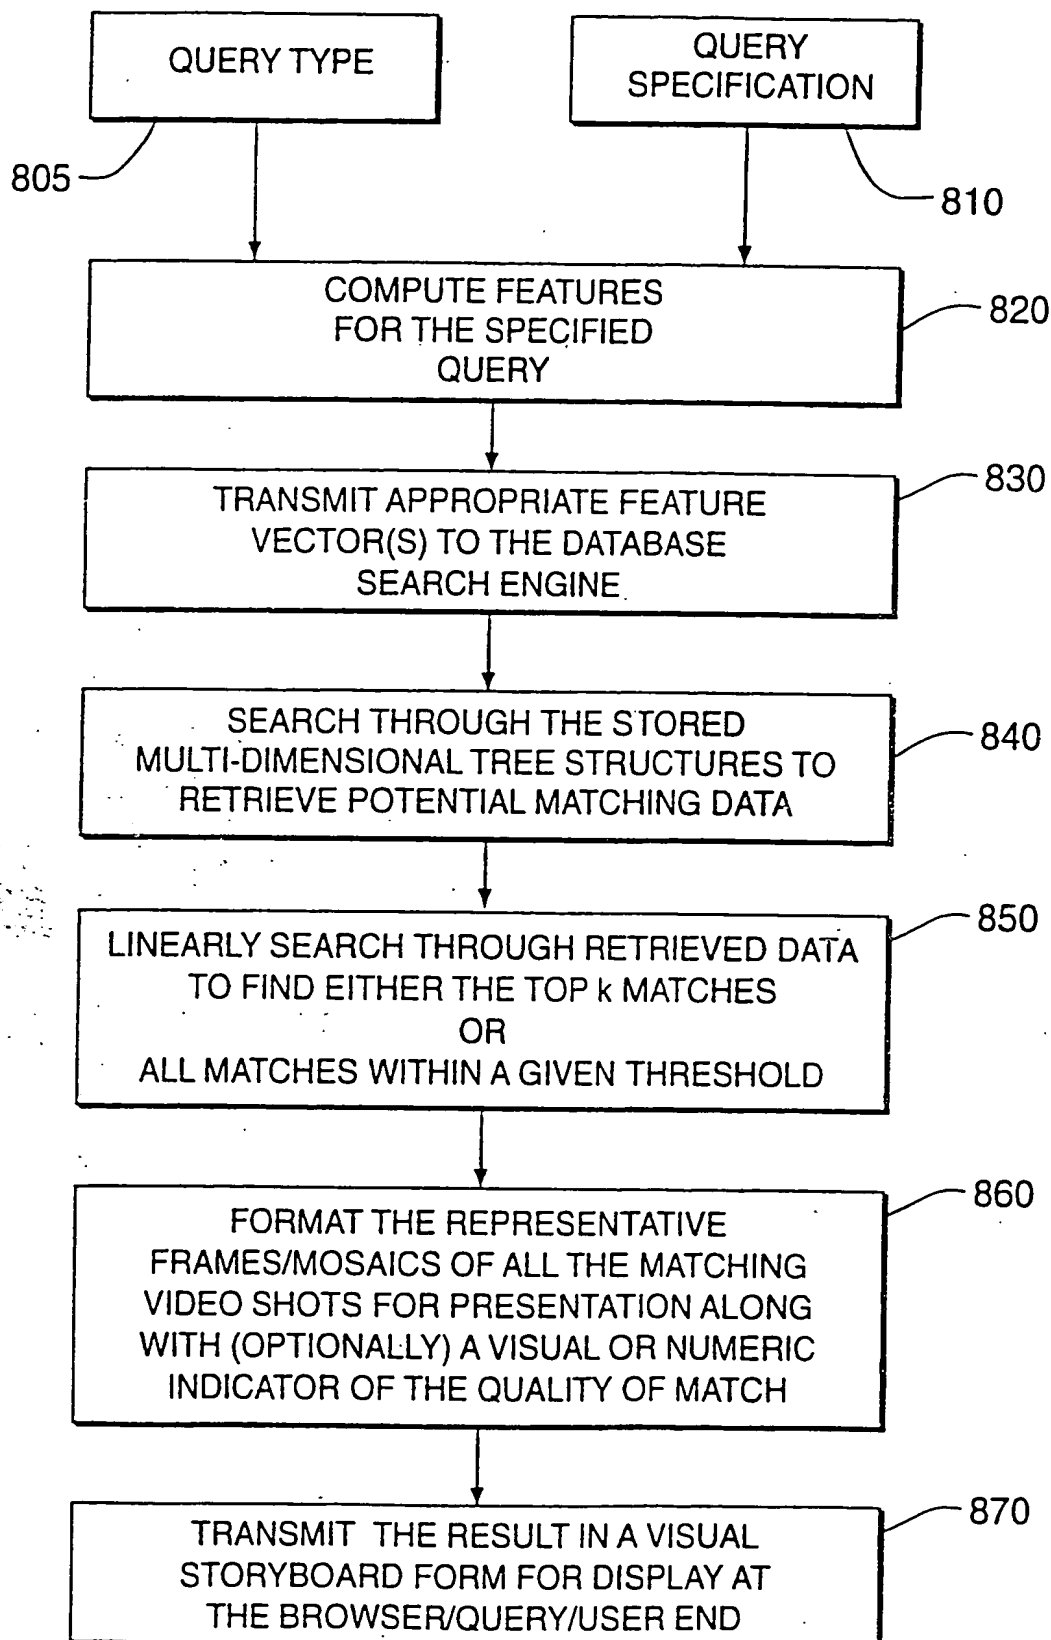 QUERY TYPE
QUERY
SPECIFICATION
805
810
COMPUTE FEATURES
FOR THE SPECIFIED
QUERY
820
TRANSMIT APPROPRIATE FEATURE
VECTOR(S) TO THE DATABASE
SEARCH ENGINE
830
SEARCH THROUGH THE STORED
MULTI-DIMENSIONAL TREE STRUCTURES TO
RETRIEVE POTENTIAL MATCHING DATA
840
LINEARLY SEARCH THROUGH RETRIEVED DATA
TO FIND EITHER THE TOP k MATCHES
OR
ALL MATCHES WITHIN A GIVEN THRESHOLD
850
FORMAT THE REPRESENTATIVE
FRAMES/MOSAICS OF ALL THE MATCHING
VIDEO SHOTS FOR PRESENTATION ALONG
WITH (OPTIONALLY) A VISUAL OR NUMERIC
INDICATOR OF THE QUALITY OF MATCH
860
TRANSMIT THE RESULT IN A VISUAL
STORYBOARD FORM FOR DISPLAY AT
THE BROWSER/QUERY/USER END
870